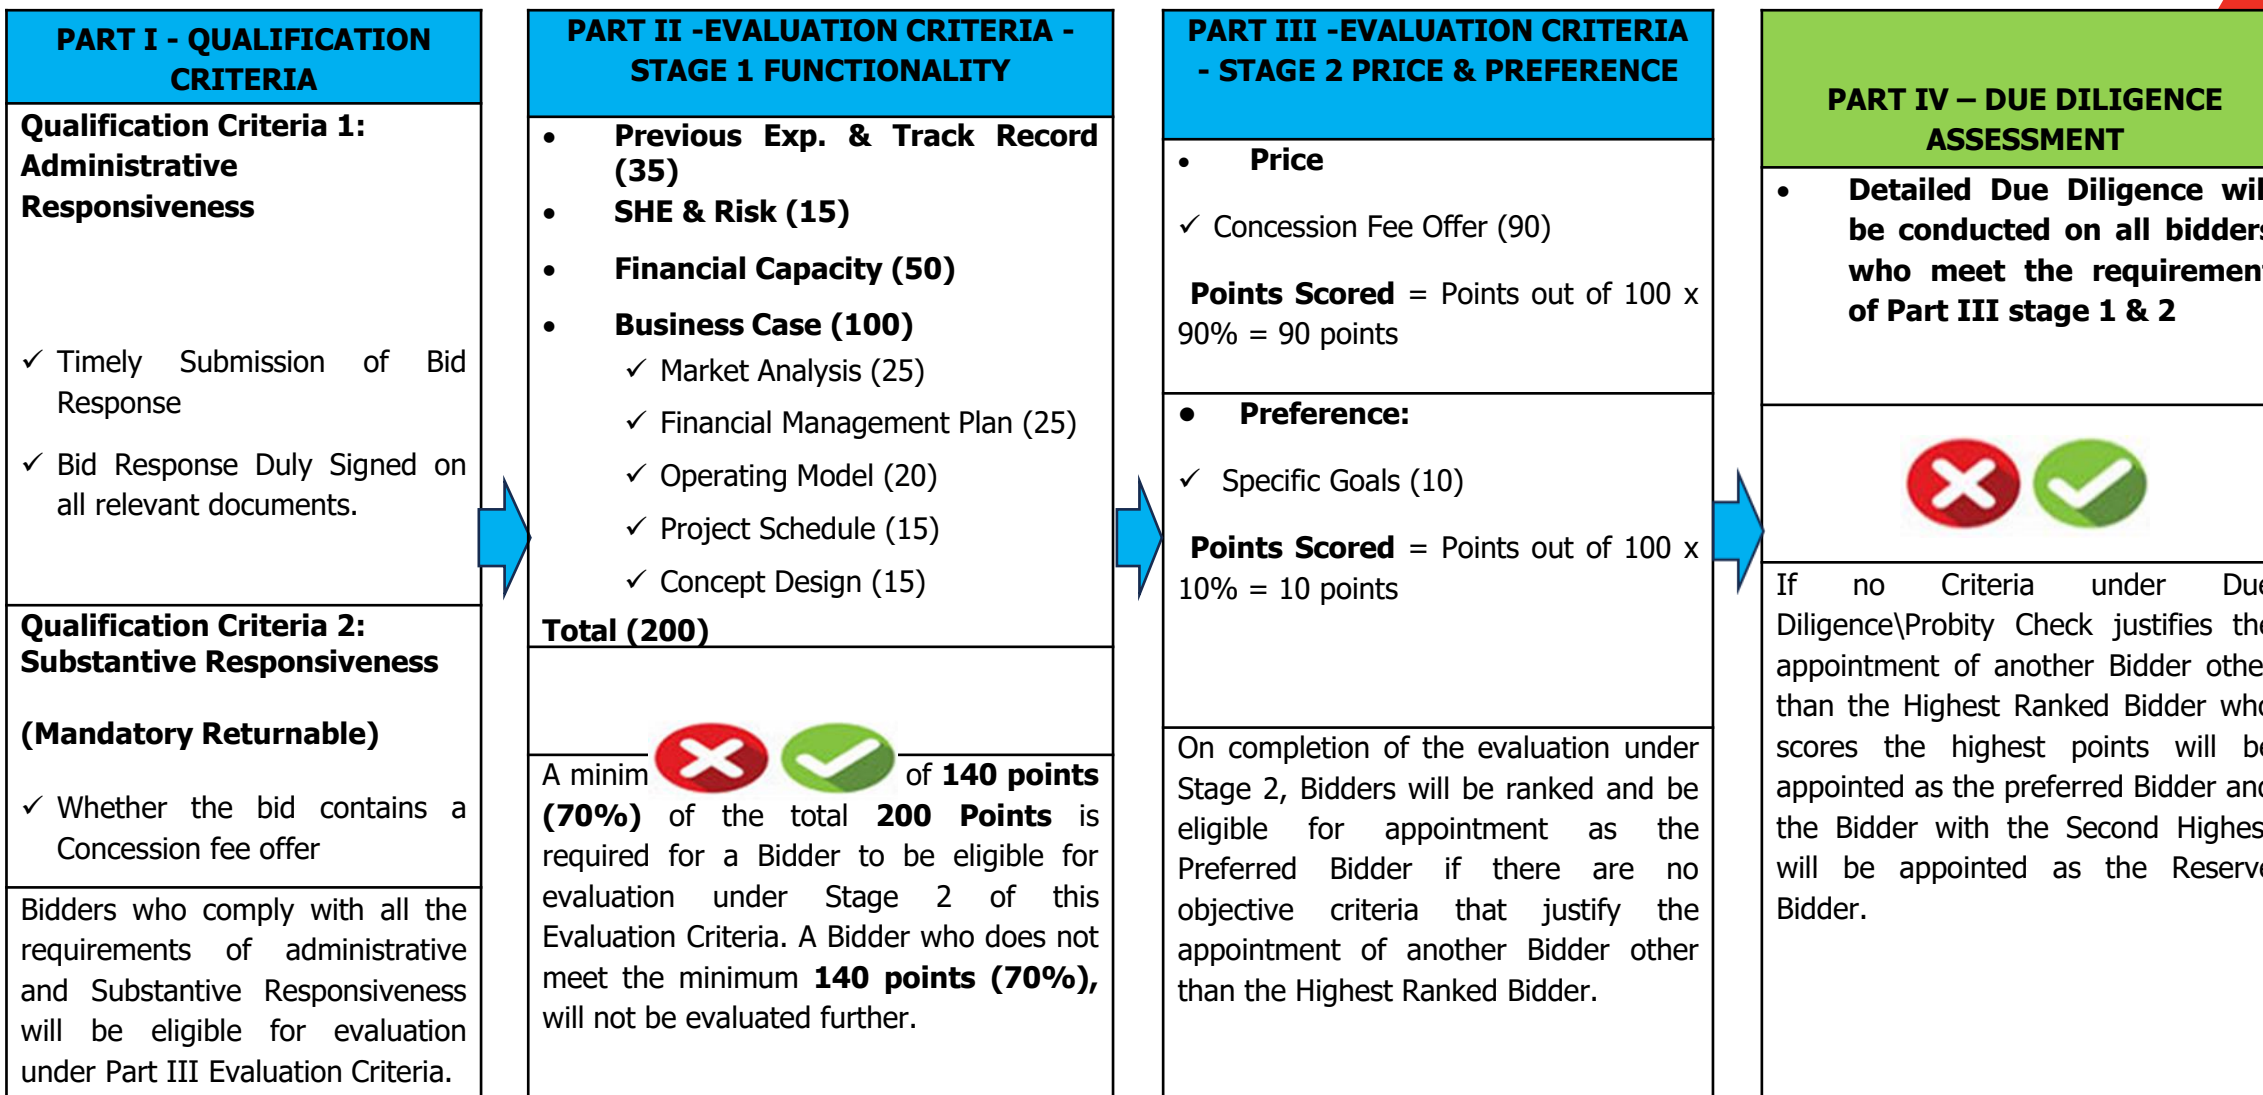 PART I - QUALIFICATION
CRITERIA
Qualification Criteria 1:
Administrative
Responsiveness
✓ Timely Submission of Bid
Response
✓ Bid Response Duly Signed on
all relevant documents.
Qualification Criteria 2:
Substantive Responsiveness
(Mandatory Returnable)
✓ Whether the bid contains a
Concession fee offer
Bidders who comply with all the
requirements of administrative
and Substantive Responsiveness
will be eligible for evaluation
under Part III Evaluation Criteria.
PART II -EVALUATION CRITERIA -
STAGE 1 FUNCTIONALITY
• Previous Exp. & Track Record
(35)
• SHE & Risk (15)
• Financial Capacity (50)
• Business Case (100)
✓ Market Analysis (25)
✓ Financial Management Plan (25)
✓ Operating Model (20)
✓ Project Schedule (15)
✓ Concept Design (15)
Total (200)
A minim of 140 points
(70%) of the total 200 Points is
required for a Bidder to be eligible for
evaluation under Stage 2 of this
Evaluation Criteria. A Bidder who does not
meet the minimum 140 points (70%),
will not be evaluated further.
PART III -EVALUATION CRITERIA
- STAGE 2 PRICE & PREFERENCE
• Price
✓ Concession Fee Offer (90)
Points Scored = Points out of 100 x
90% = 90 points
• Preference:
✓ Specific Goals (10)
Points Scored = Points out of 100 x
10% = 10 points
On completion of the evaluation under
Stage 2, Bidders will be ranked and be
eligible for appointment as the
Preferred Bidder if there are no
objective criteria that justify the
appointment of another Bidder other
than the Highest Ranked Bidder.
PART IV – DUE DILIGENCE
ASSESSMENT
• Detailed Due Diligence will
be conducted on all bidders
who meet the requirement
of Part III stage 1 & 2
If no Criteria under Due
Diligence\Probity Check justifies the
appointment of another Bidder other
than the Highest Ranked Bidder who
scores the highest points will be
appointed as the preferred Bidder and
the Bidder with the Second Highest
will be appointed as the Reserve
Bidder.